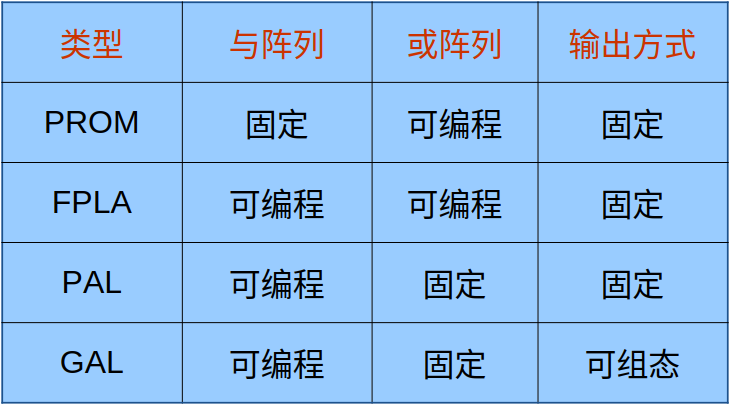 类型 与阵列 或阵列 输出方式
PROM 固定 可编程 固定
FPLA 可编程 可编程 固定
PAL 可编程 固定 固定
GAL 可编程 固定 可组态